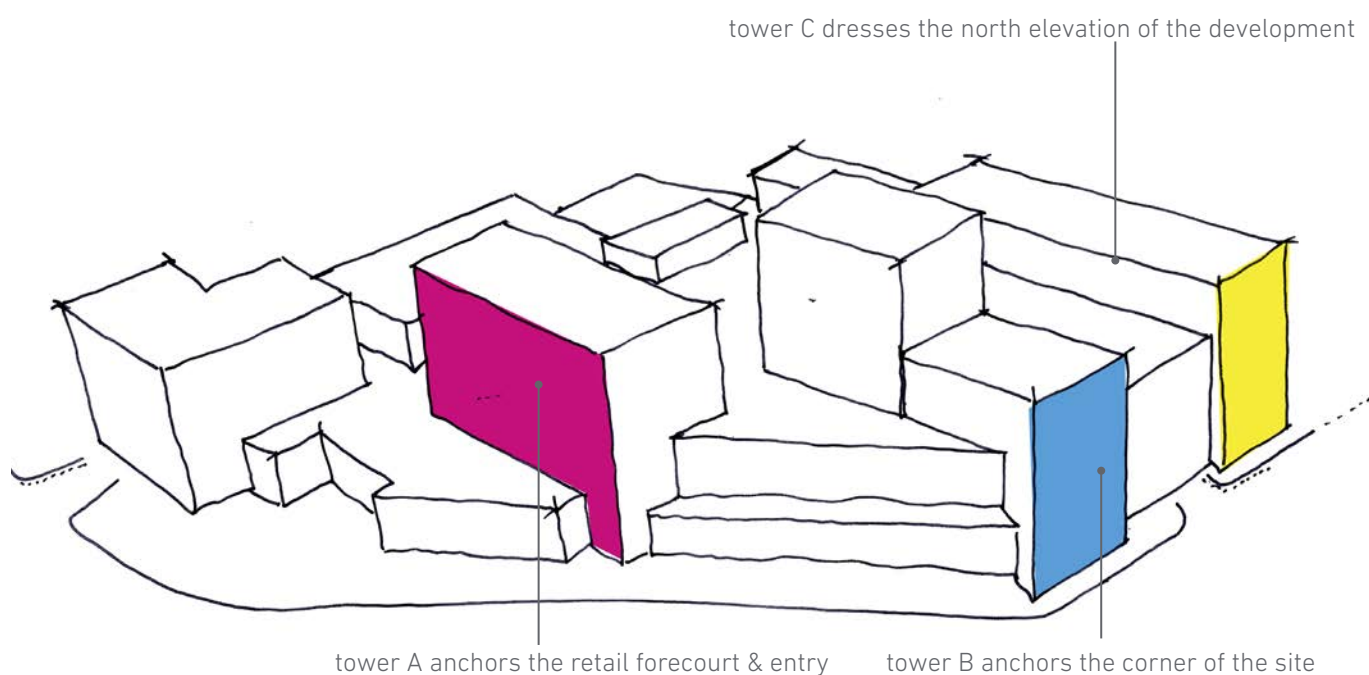 tower C dresses the north elevation of the development
tower A anchors the retail forecourt & entry
tower B anchors the corner of the site